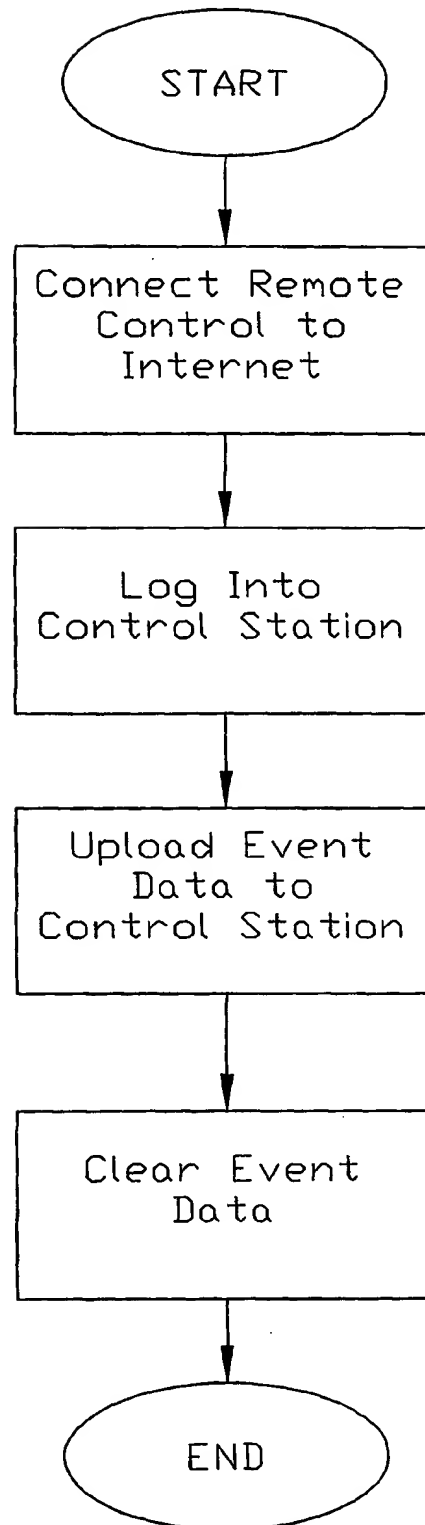 START
Connect Remote
Control to
Internet
Log Into
Control Station
Upload Event
Data to
Control Station
Clear Event
Data
END